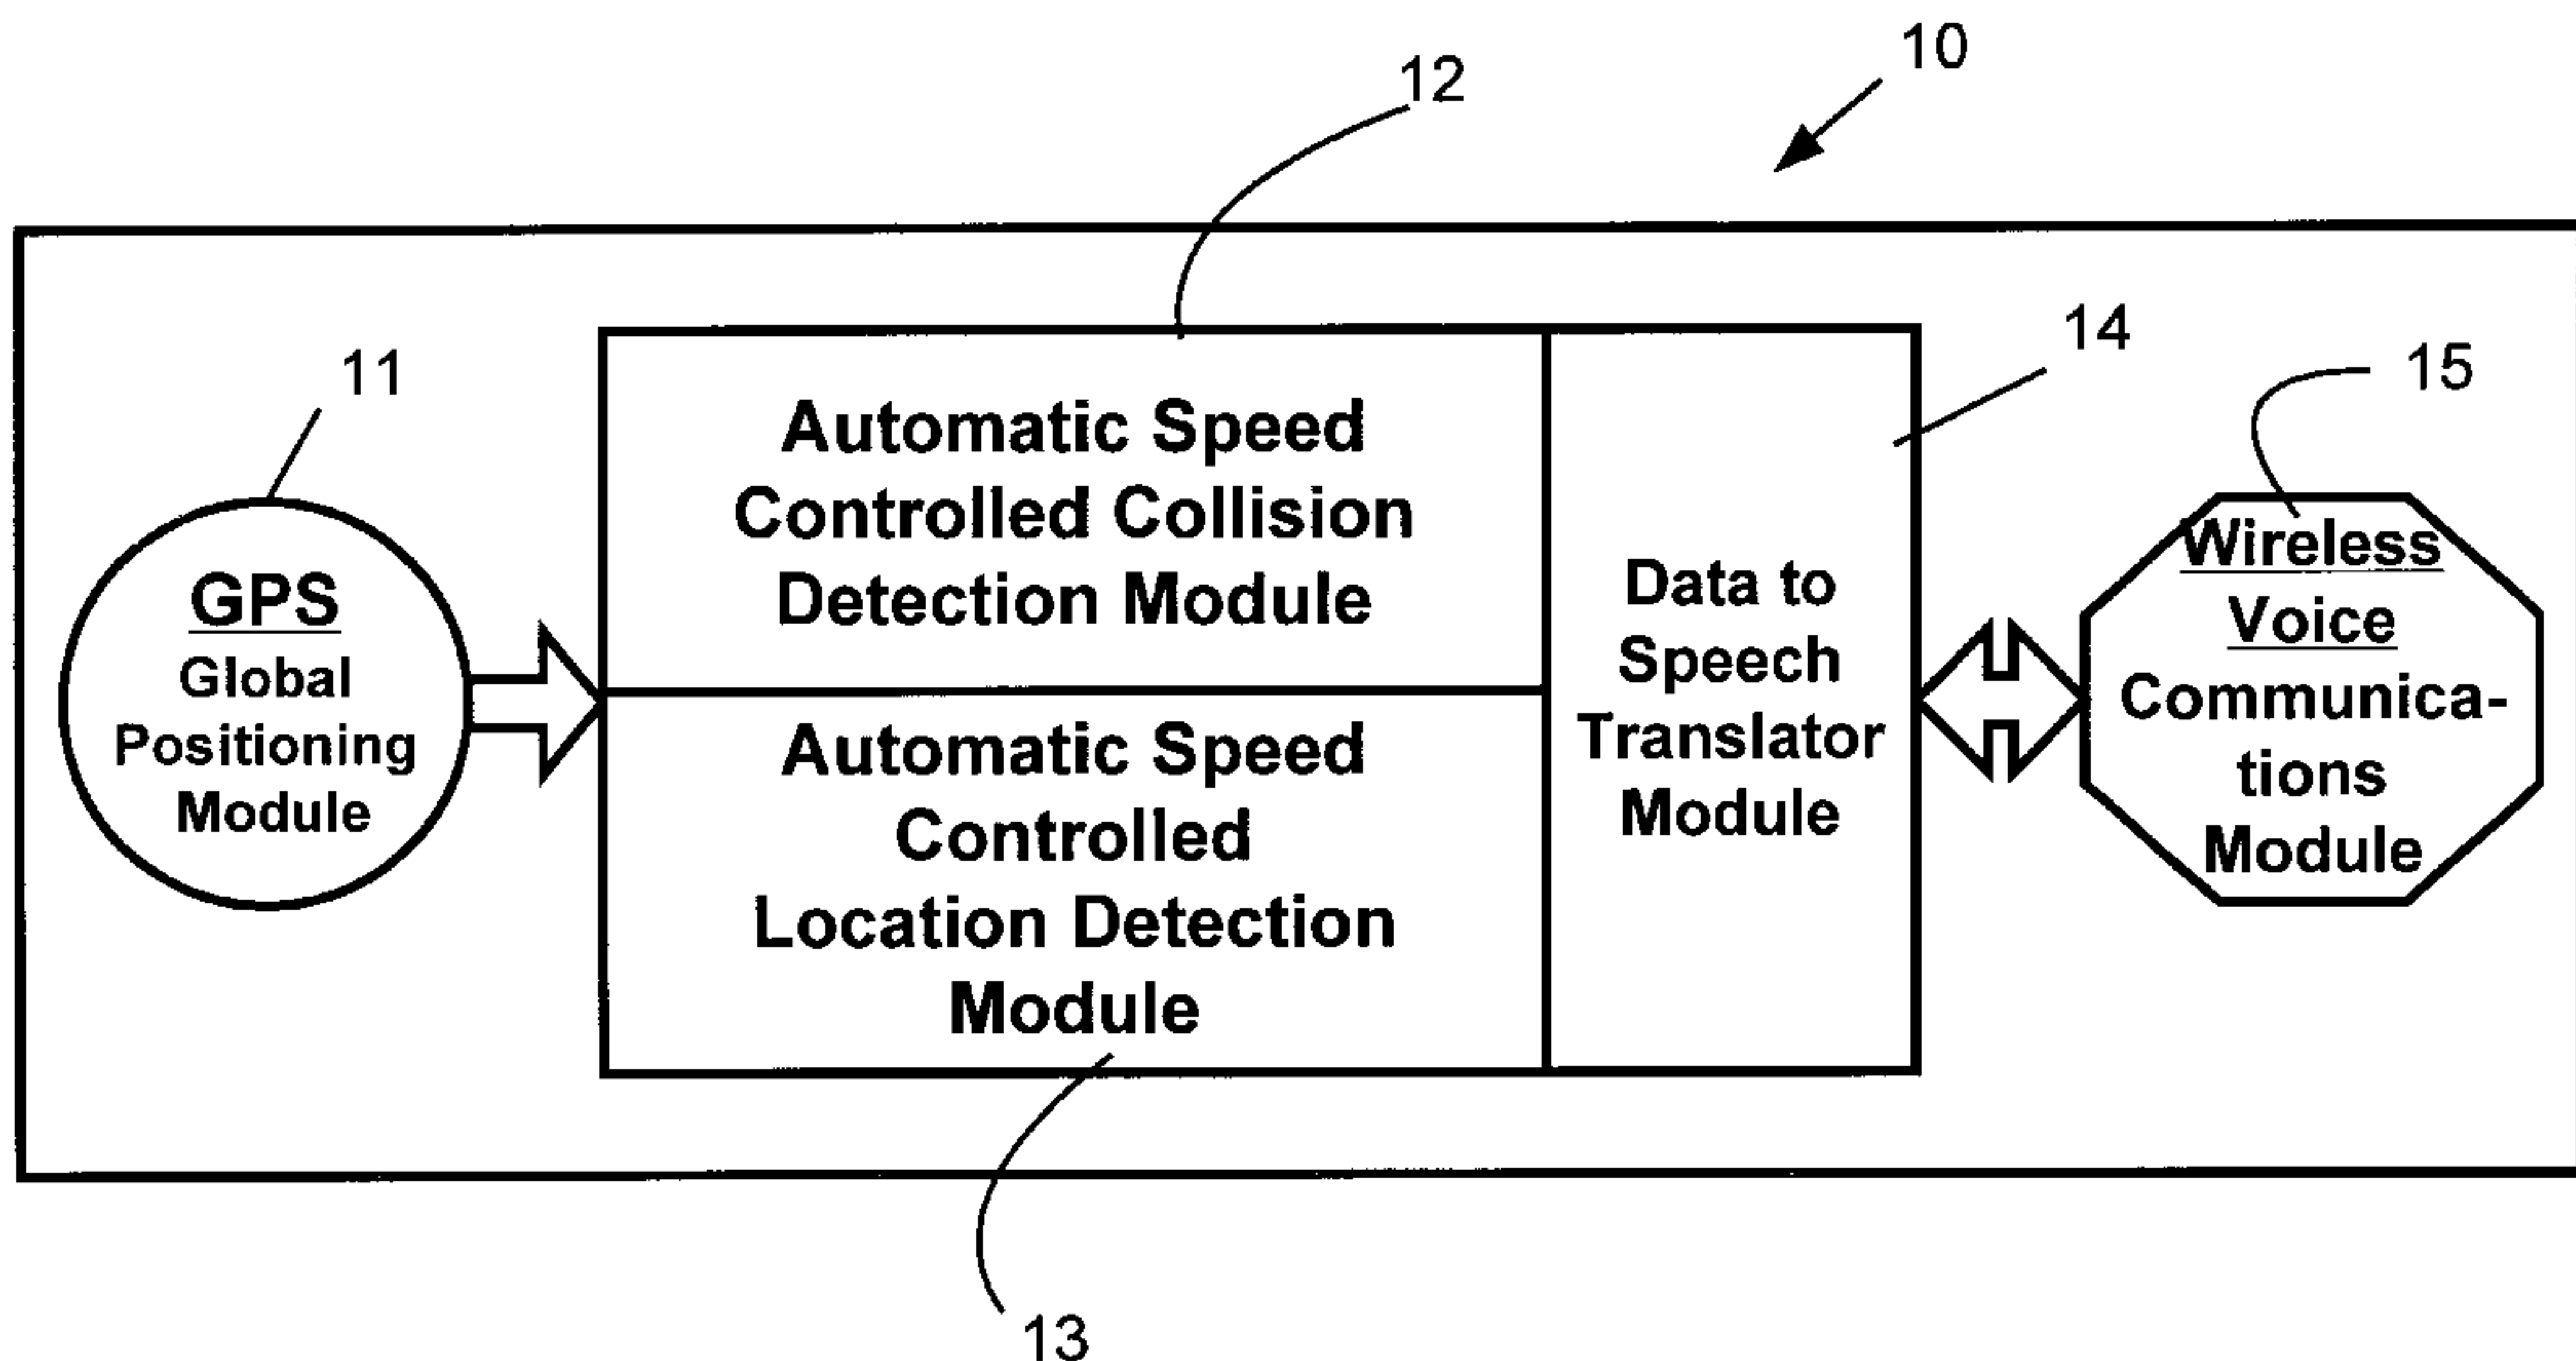 10
12
11
14
15
GPS
Global
Positioning
Module
Automatic Speed
Controlled Collision
Detection Module
Automatic Speed
Controlled
Location Detection
Module
Data to
Speech
Translator
Module
Wireless
Voice
Communica-
tions
Module
13